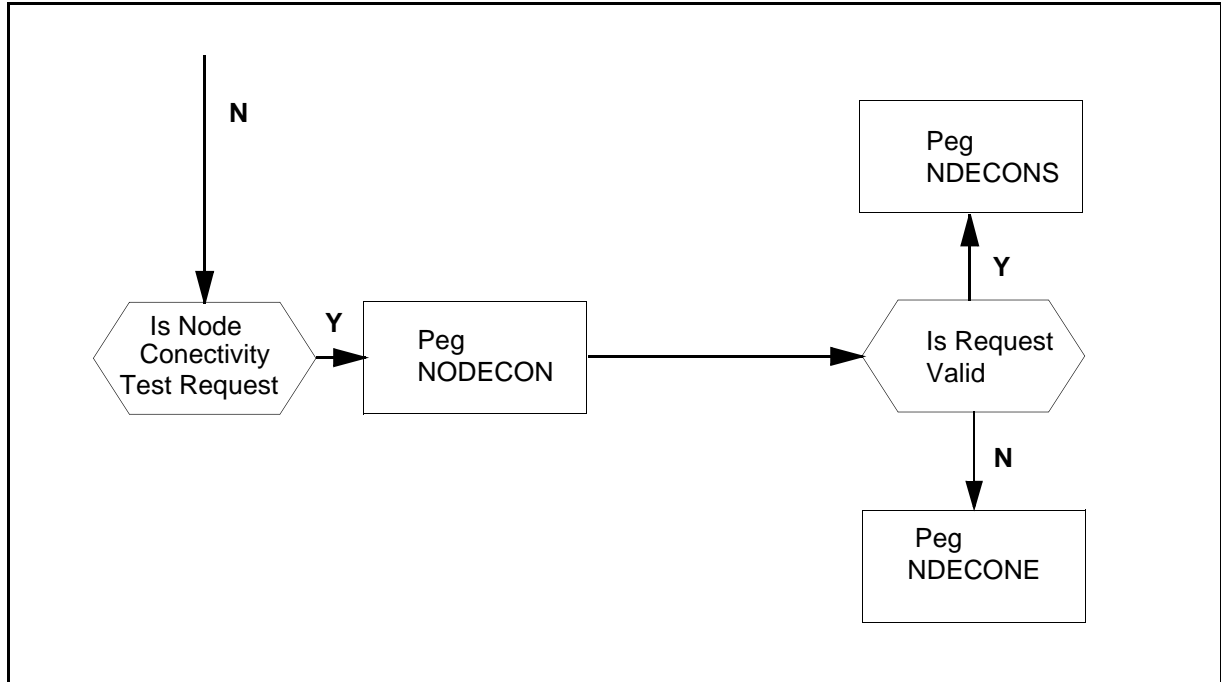 N
Is Node
Conectivity
Test Request
Y
Peg
NODECON
Peg
NDECONS
Y
Is Request
Valid
N
Peg
NDECONE